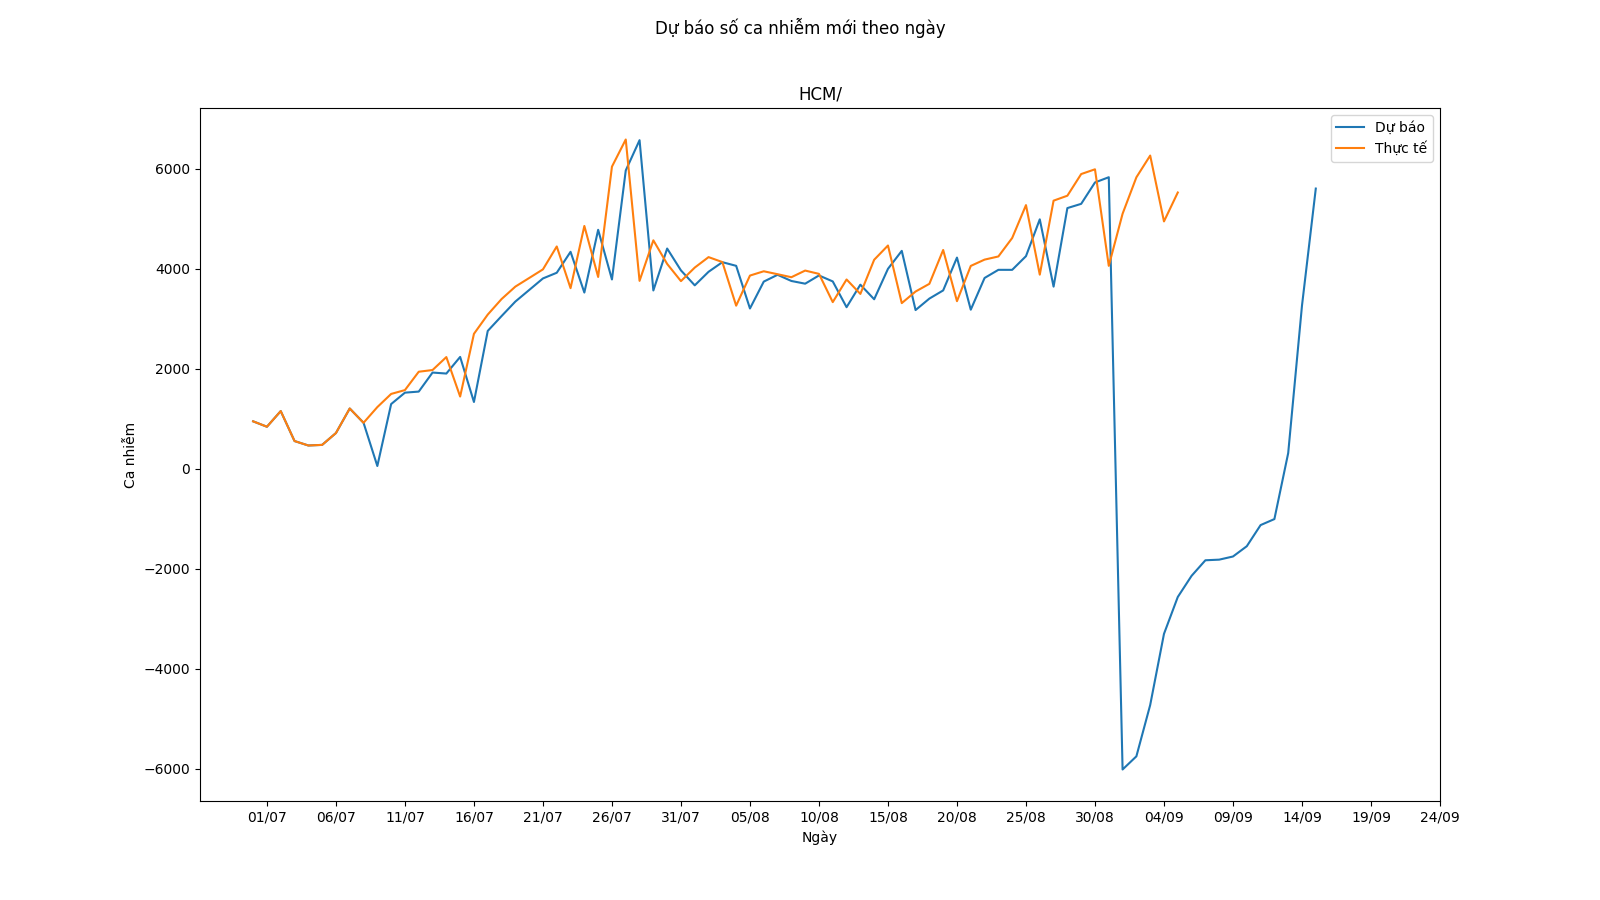 Dự báo số ca nhiễm mới theo ngày
HCM/
Dự báo
Thực tế
6000
4000
2000
0
−2000
−4000
−6000
Ca nhiễm
01/07 06/07 11/07 16/07 21/07 26/07 31/07 05/08 10/08 15/08 20/08 25/08 30/08 04/09 09/09 14/09 19/09 24/09
Ngày